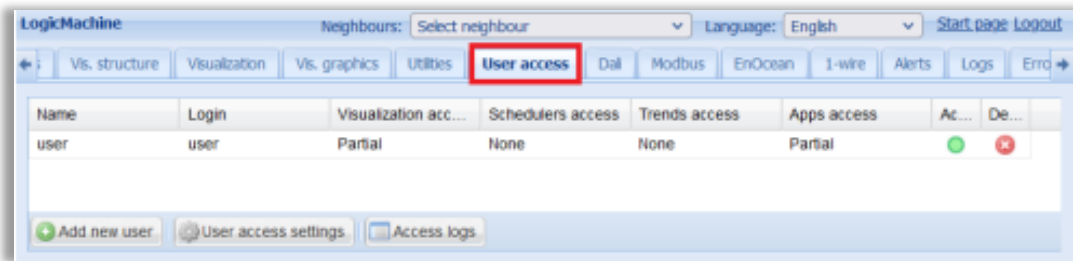 LogicMachine Neighbours: Select neighbour Language: English Start page Logout
Vis. structure Visualization Vis. graphics Utilities User access Dali Modbus EnOcean 1-wire Alerts Logs Erro
Name Login Visualization acc... Schedulers access Trends access Apps access Ac... De...
user user Partial None None Partial
Add new user User access settings Access logs